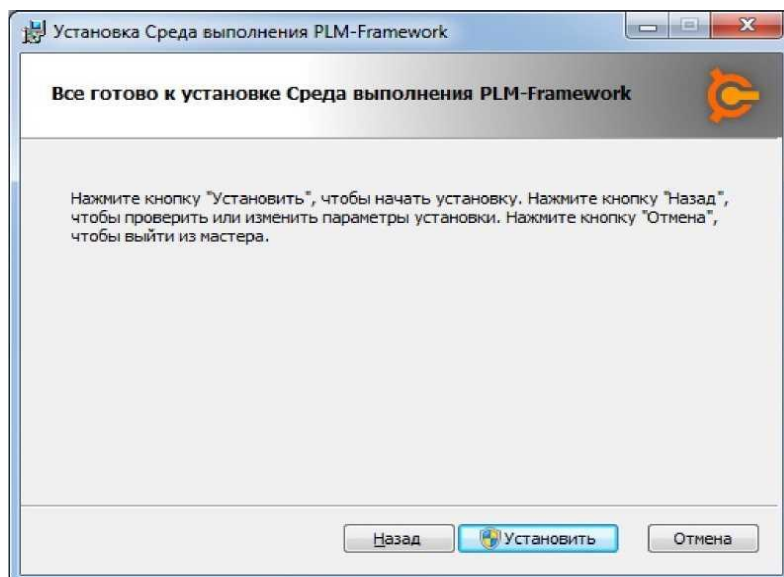 Установка Среда выполнения PLM-Framework
Все готово к установке Среда выполнения PLM-Framework
Нажмите кнопку "Установить", чтобы начать установку. Нажмите кнопку "Назад",
чтобы проверить или изменить параметры установки. Нажмите кнопку "Отмена",
чтобы выйти из мастера.
Назад Установить Отмена